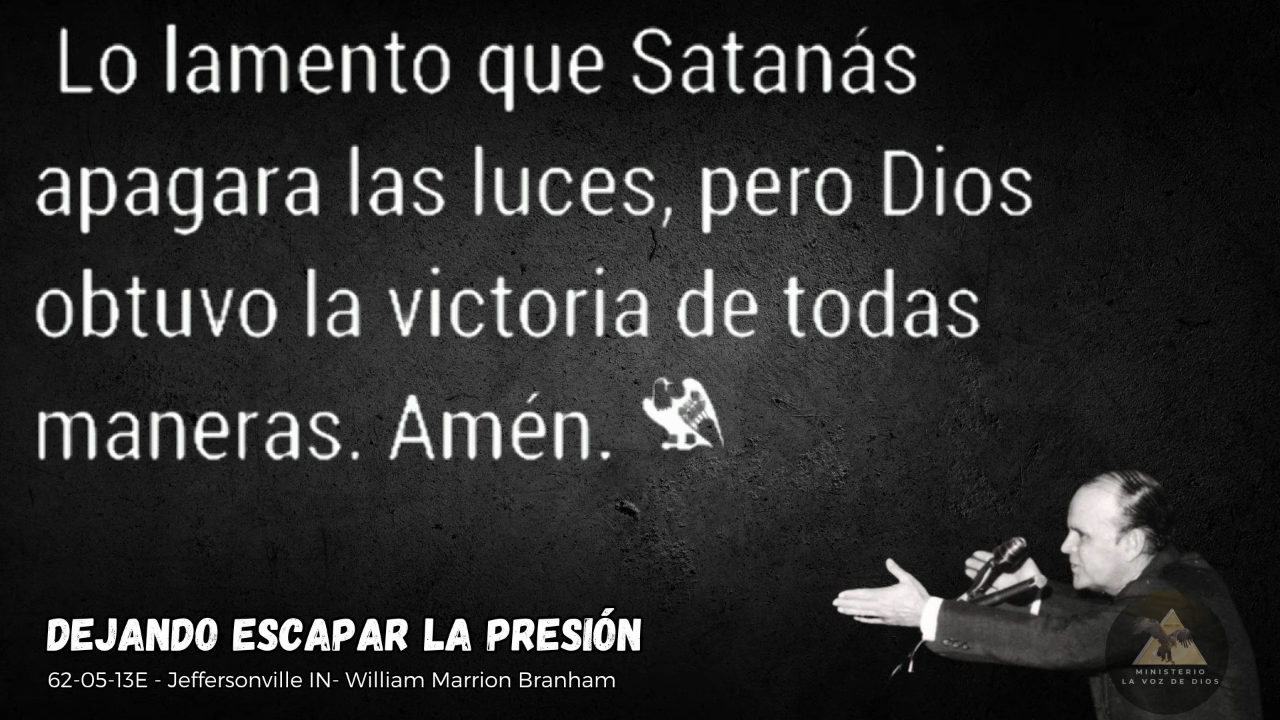 Lo lamento que Satanás
apagara las luces, pero Dios
obtuvo la victoria de todas
maneras. Amén.
DEJANDO ESCAPAR LA PRESIÓN
62-05-13E - Jeffersonville IN- William Marrion Branham
MINISTERIO
LA VOZ DE DIOS